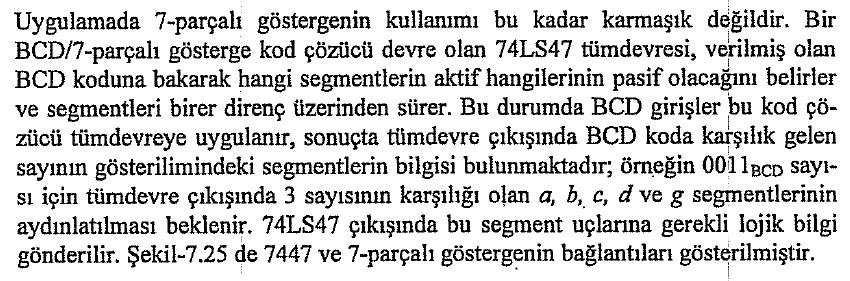 Uygulamada 7-parçalı göstergenin kullanımı bu kadar karmaşık değildir. Bir
BCD/7-parçalı gösterge kod çözücü devre olan 74LS47 tümdevresi, verilmiş olan
BCD koduna bakarak hangi segmentlerin aktif hangilerinin pasif olacağını belirler
ve segmentleri birer direnç üzerinden sürer. Bu durumda BCD girişler bu kod çö-
zücü tümdevreye uygulanır, sonuçta tümdevre çıkışında BCD koda karşılık gelen
sayının gösterilimindeki segmentlerin bilgisi bulunmaktadır; örneğin 0011BCD sayı-
sı için tümdevre çıkışında 3 sayısının karşılığı olan a, b, c, d ve g segmentlerinin
aydınlatılması beklenir. 74LS47 çıkışında bu segment uçlarına gerekli lojik bilgi
gönderilir. Şekil-7.25 de 7447 ve 7-parçalı göstergenin bağlantıları gösterilmiştir.